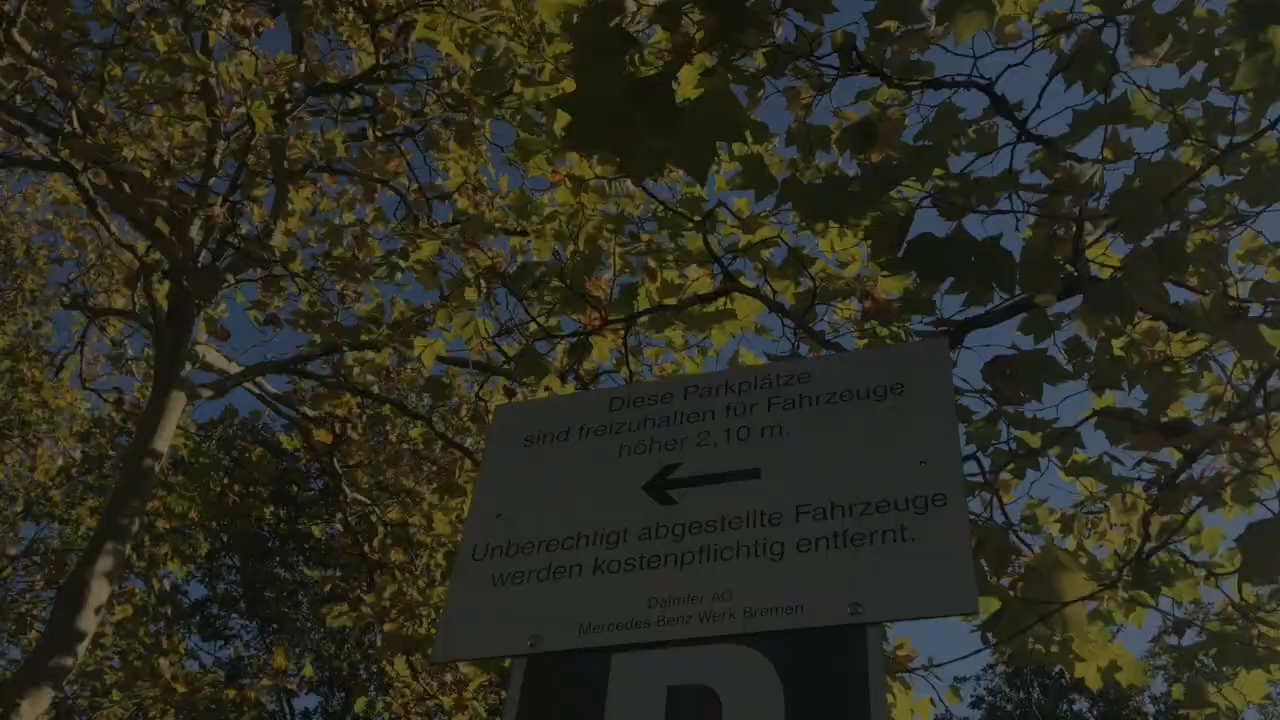 Diese Parkplätze
sind freizuhalten für Fahrzeuge
höher 2,10 m.
Unberechtigt abgestellte Fahrzeuge
werden kostenpflichtig entfernt.
Daimler AG
Mercedes-Benz Werk Bremen
P